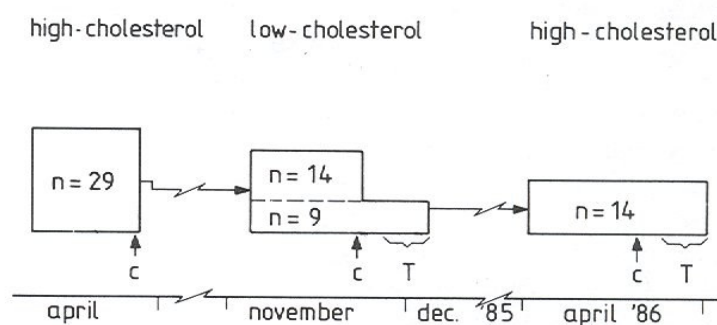 high-cholesterol low-cholesterol high-cholesterol
n = 29 n = 14
n = 9 n = 14
c c T c T
april november dec. '85 april '86